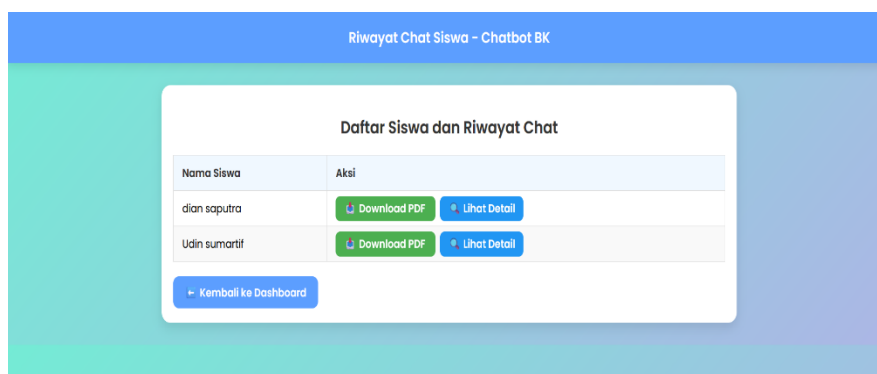 Riwayat Chat Siswa - Chatbot BK
Daftar Siswa dan Riwayat Chat
Nama Siswa Aksi
dian saputra Download PDF Lihat Detail
Udin sumartif Download PDF Lihat Detail
Kembali ke Dashboard